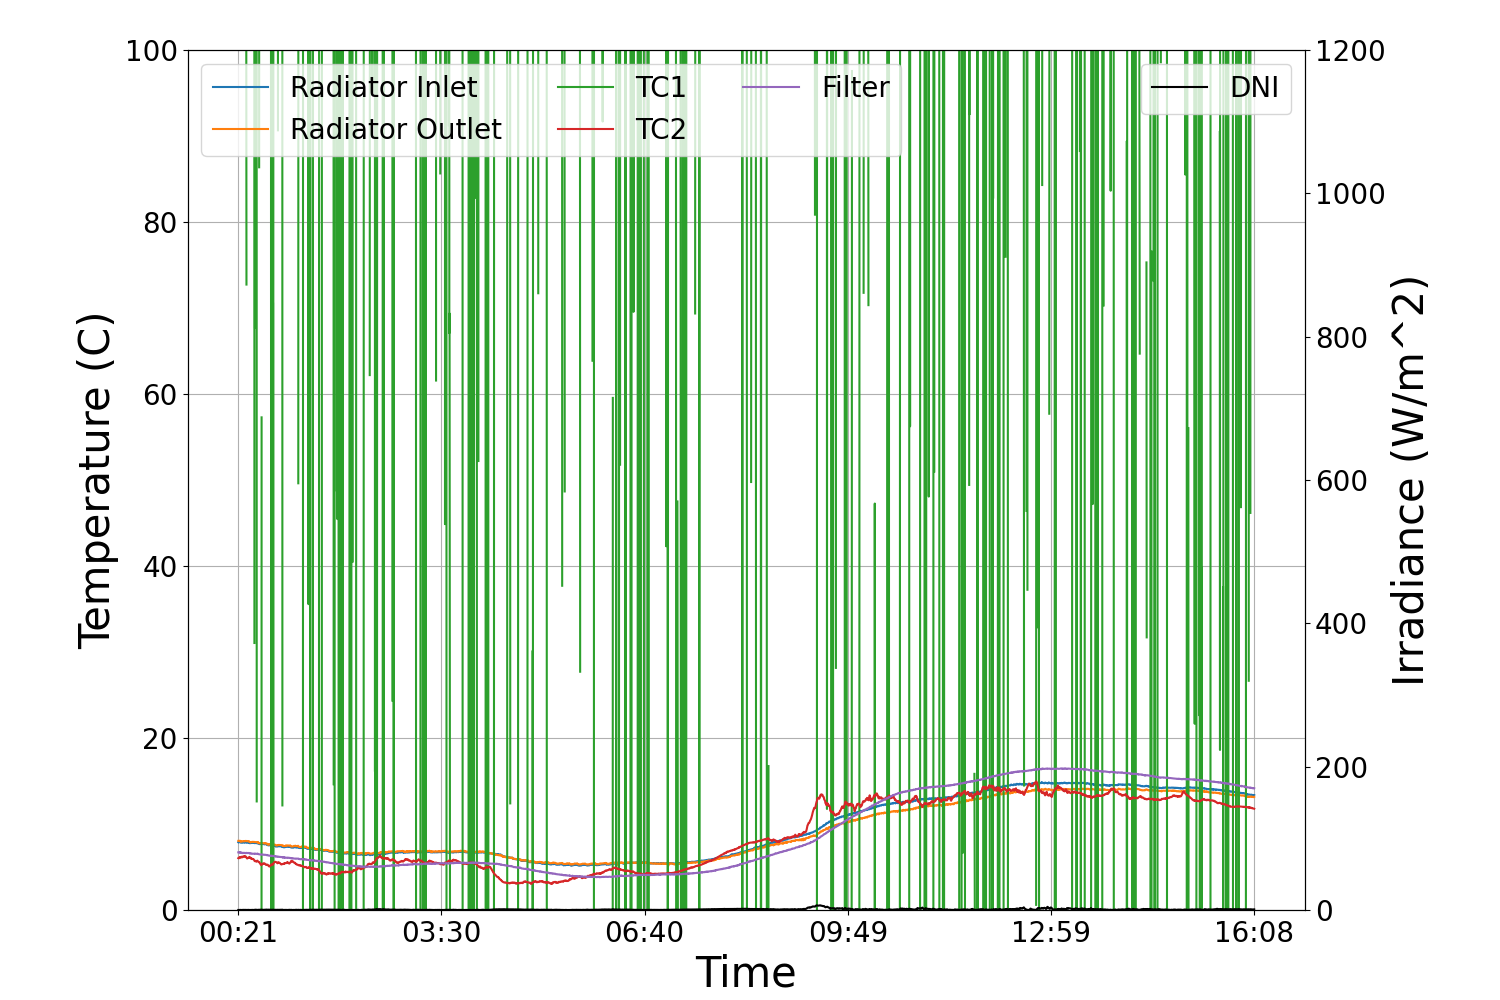 Radiator Inlet
Radiator Outlet
TC1
TC2
Filter
DNI
Temperature (C)
100
80
60
40
20
0
Irradiance (W/m^2)
1200
1000
800
600
400
200
0
00:21 03:30 06:40 09:49 12:59 16:08
Time